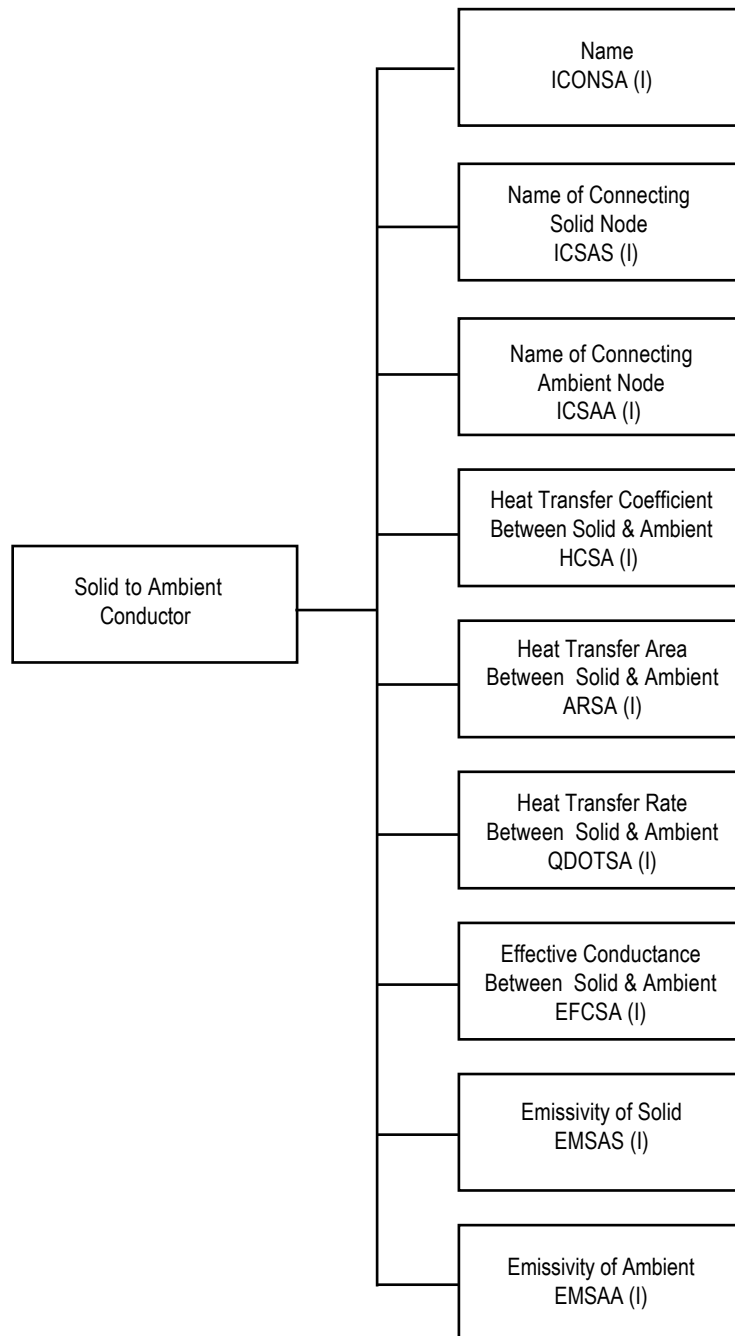 Name
ICONSA (I)
Name of Connecting
Solid Node
ICSAS (I)
Name of Connecting
Ambient Node
ICSAA (I)
Heat Transfer Coefficient
Between Solid & Ambient
HCSA (I)
Solid to Ambient
Conductor
Heat Transfer Area
Between Solid & Ambient
ARSA (I)
Heat Transfer Rate
Between Solid & Ambient
QDOTSA (I)
Effective Conductance
Between Solid & Ambient
EFCSA (I)
Emissivity of Solid
EMSAS (I)
Emissivity of Ambient
EMSAA (I)